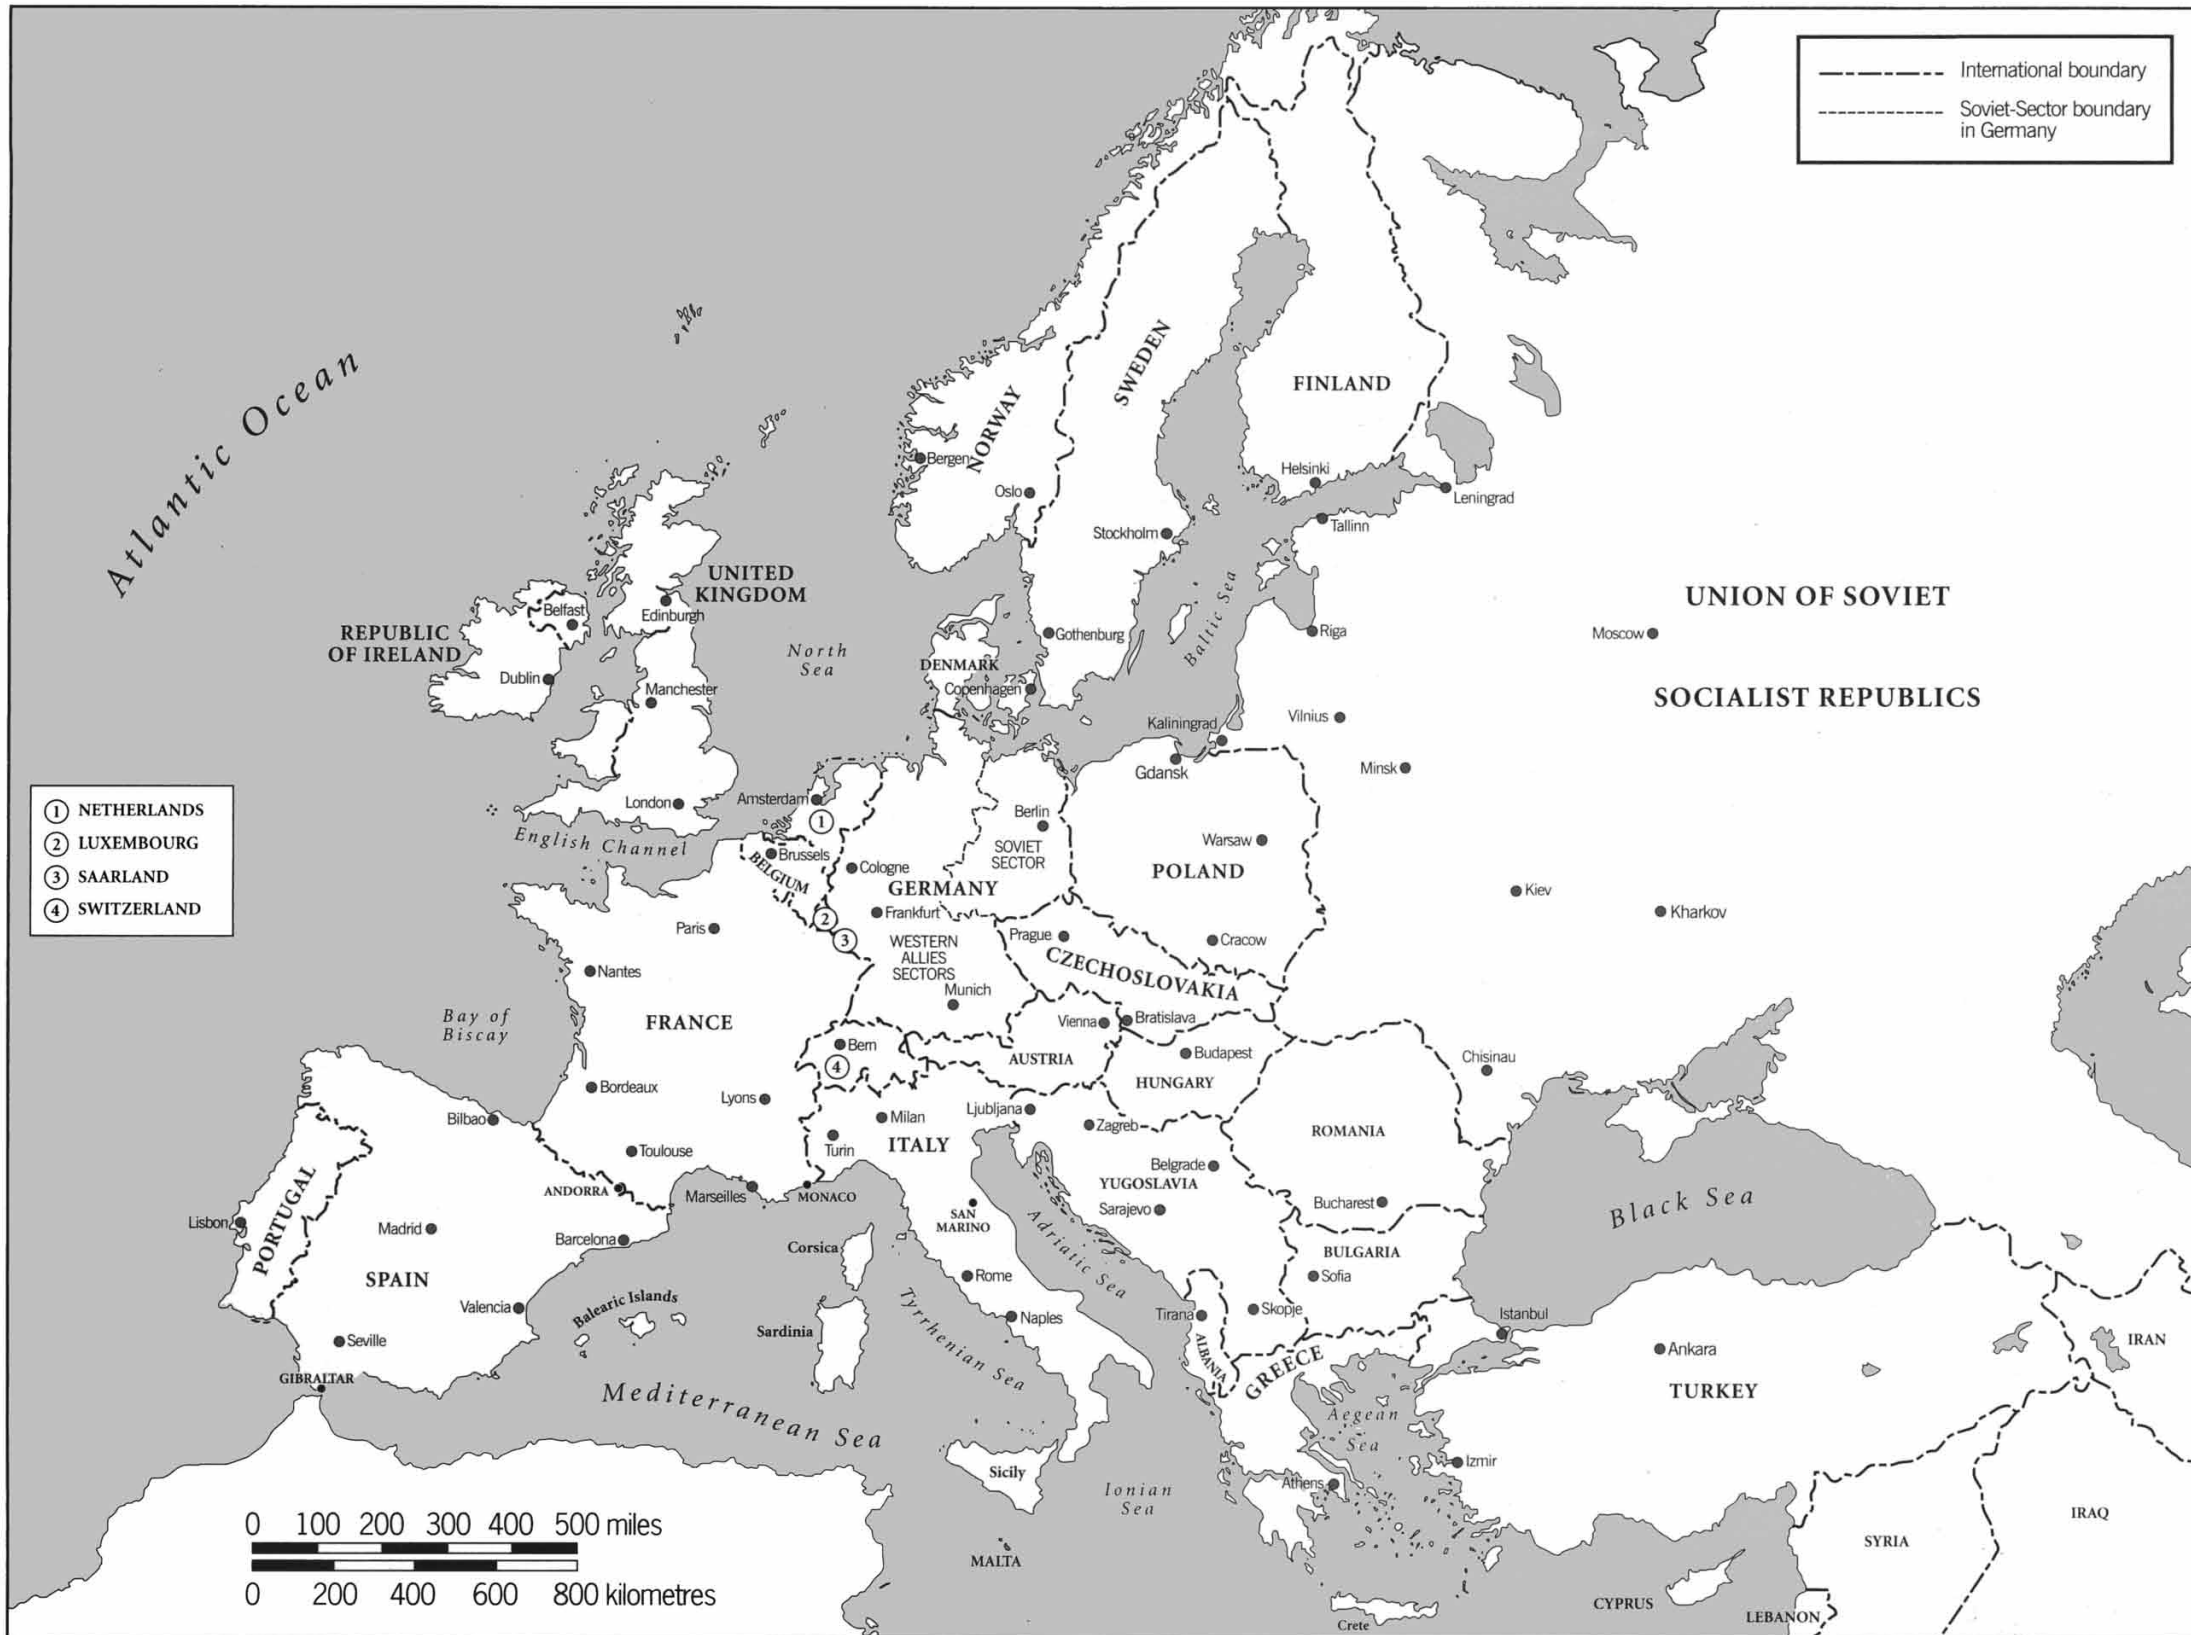 International boundary
Soviet-Sector boundary
in Germany
Atlantic Ocean
SWEDEN
FINLAND
NORWAY
Bergen
Oslo
Helsinki
Leningrad
Stockholm
Tallinn
UNITED
KINGDOM
Edinburgh
Belfast
REPUBLIC
OF IRELAND
Dublin
Manchester
North
Sea
DENMARK
Copenhagen
Gothenburg
Baltic Sea
Riga
UNION OF SOVIET
SOCIALIST REPUBLICS
Moscow
Kaliningrad
Vilnius
Gdansk
Minsk
1 NETHERLANDS
2 LUXEMBOURG
3 SAARLAND
4 SWITZERLAND
London
Amsterdam
1
English Channel
Brussels
BELGIUM
Cologne
Berlin
SOVIET
SECTOR
GERMANY
Warsaw
POLAND
Kiev
Kharkov
2
3
Frankfurt
WESTERN
ALLIES
SECTORS
Munich
Prague
Cracow
CZECHOSLOVAKIA
Paris
Nantes
Bay of
Biscay
FRANCE
Bern
4
Vienna
Bratislava
AUSTRIA
Budapest
HUNGARY
Chisinau
Bordeaux
Lyons
Milan
Turin
ITALY
Ljubljana
Zagreb
ROMANIA
Bilbao
Toulouse
Belgrade
YUGOSLAVIA
Sarajevo
Bucharest
Black Sea
ANDORRA
Marseilles
MONACO
SAN
MARINO
Adriatic Sea
BULGARIA
Sofia
Lisbon
PORTUGAL
Madrid
SPAIN
Barcelona
Corsica
Rome
Valencia
Balearic Islands
Sardinia
Tyrrhenian Sea
Naples
Tirana
ALBANIA
Skopje
GREECE
Istanbul
Ankara
TURKEY
IRAN
Seville
GIBRALTAR
Mediterranean Sea
Aegean
Sea
Sicily
Ionian
Sea
Athens
Izmir
IRAQ
SYRIA
MALTA
Crete
CYPRUS
LEBANON
0 100 200 300 400 500 miles
0 200 400 600 800 kilometres